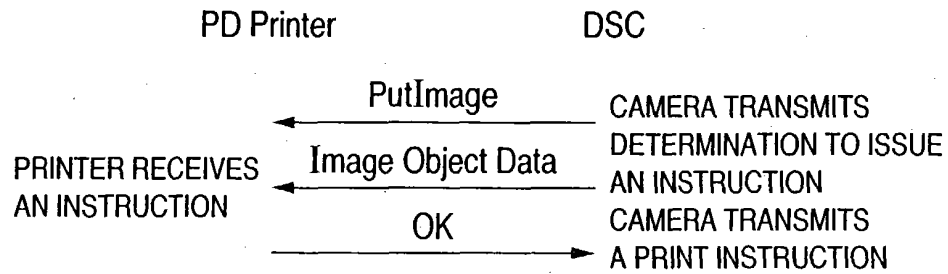 PD Printer DSC
PutImage
CAMERA TRANSMITS
DETERMINATION TO ISSUE
AN INSTRUCTION
Image Object Data
PRINTER RECEIVES
AN INSTRUCTION
OK
CAMERA TRANSMITS
A PRINT INSTRUCTION